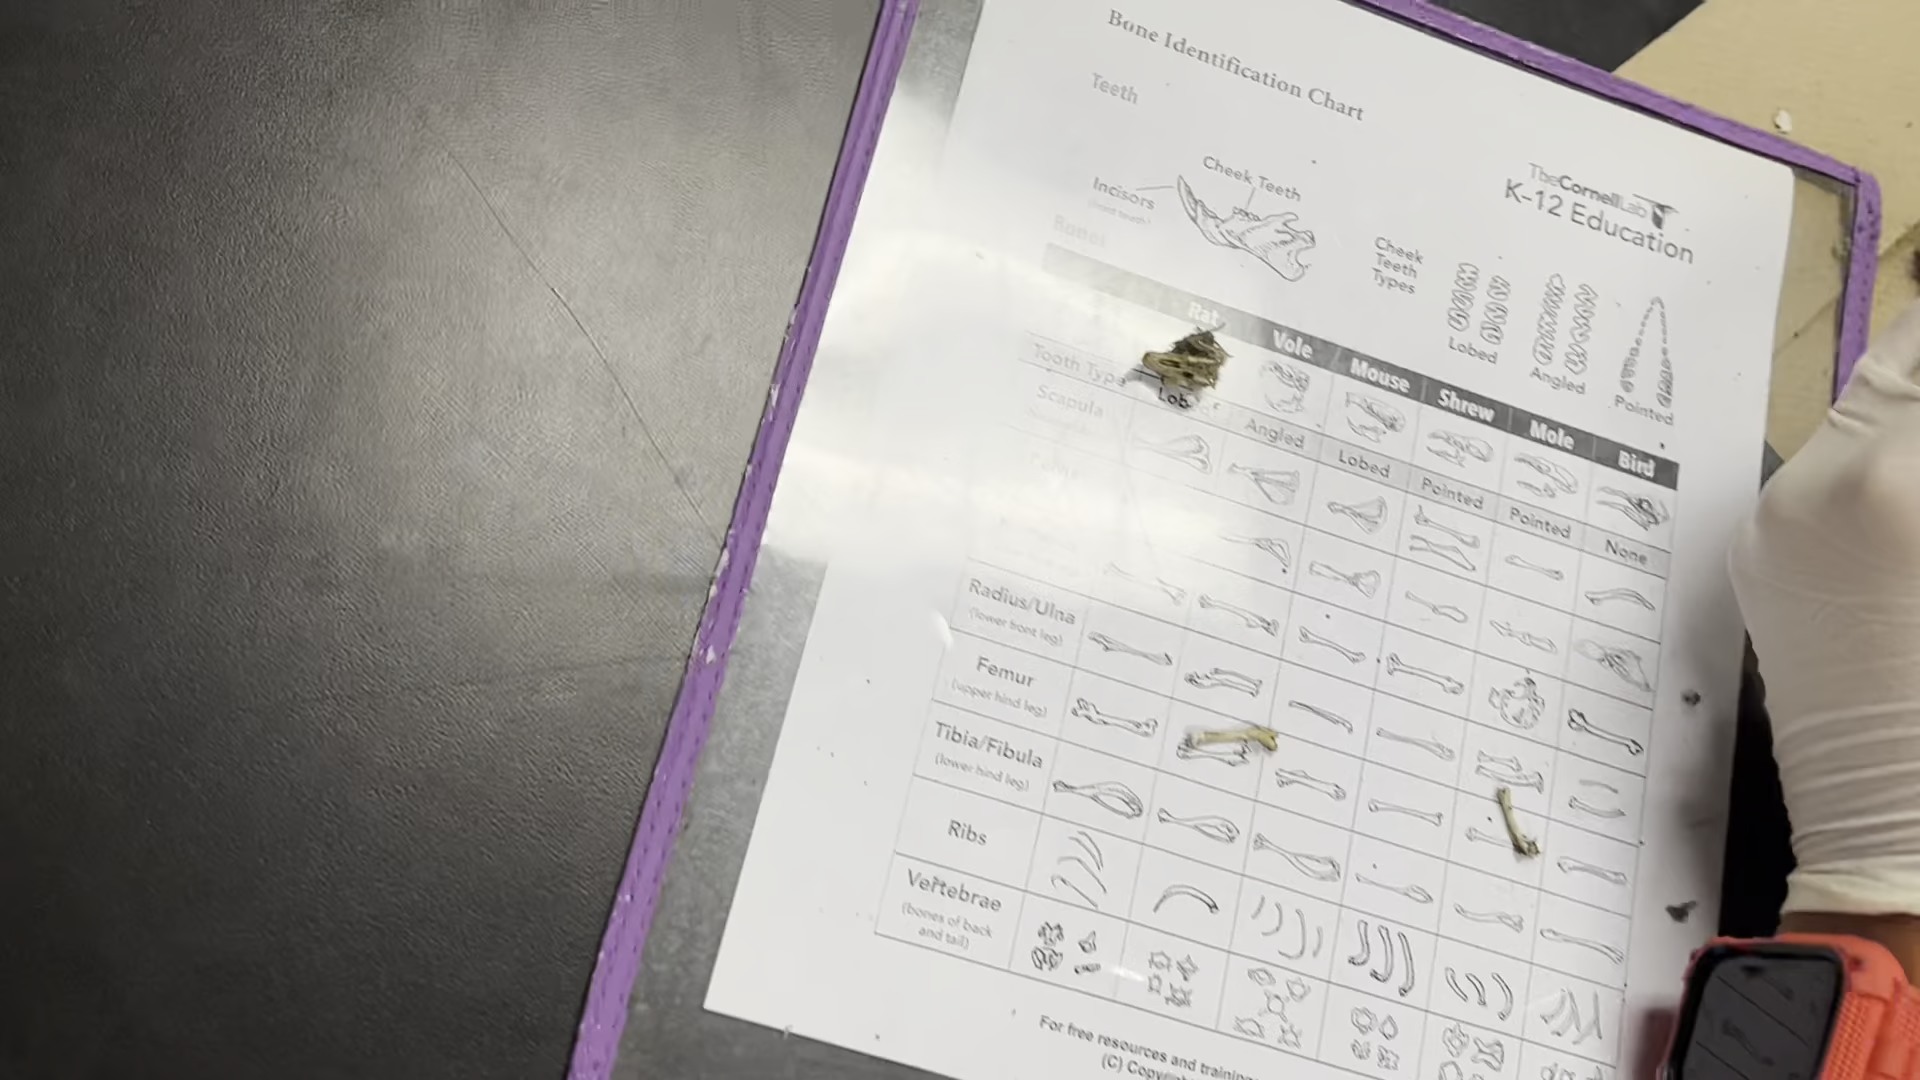 Bone Identification Chart
Teeth
TheCornellLab
K-12 Education
Cheek Teeth
Incisors
Bones
Cheek
Teeth
Types
Lobed
Angled
Pointed
Rat
Vole
Mouse
Shrew
Mole
Bird
Tooth Type
Angled
Lobed
Pointed
Pointed
None
Scapula
Radius/Ulna
(lower front leg)
Femur
(upper hind leg)
Tibia/Fibula
(lower hind leg)
Ribs
Vertebrae
(bones of back
and tail)
For free resources and
(C)